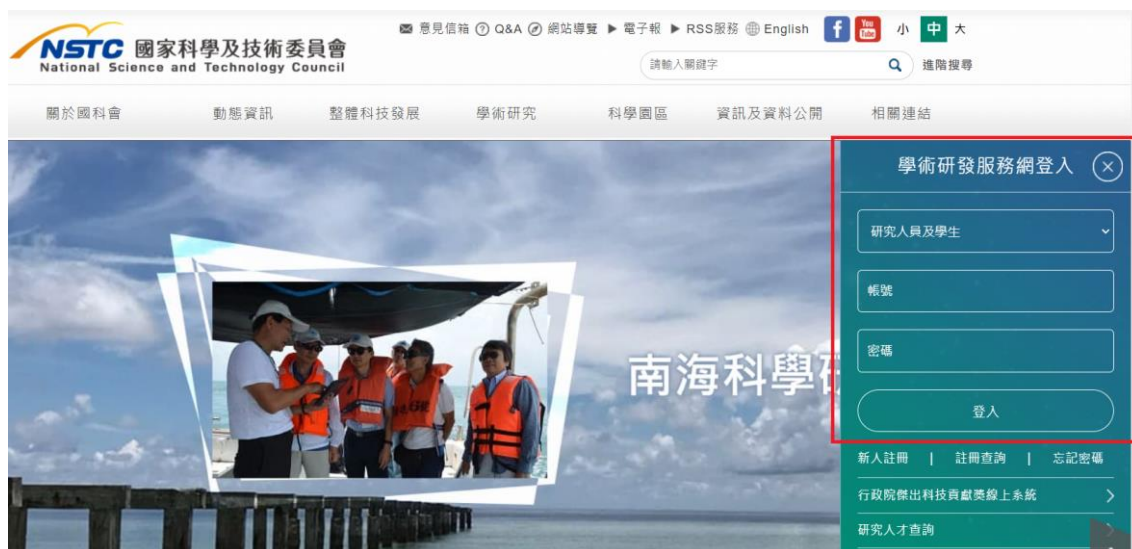 意見信箱 Q&A 網站導覽 ▶ 電子報 ▶ RSS服務 English f You Tube 小 中 大
NSTC 國家科學及技術委員會
National Science and Technology Council
請輸入關鍵字 進階搜尋
關於國科會 動態資訊 整體科技發展 學術研究 科學園區 資訊及資料公開 相關連結
學術研發服務網登入
研究人員及學生
帳號
密碼
登入
南海科學研
新人註冊 | 註冊查詢 | 忘記密碼
行政院傑出科技貢獻獎線上系統
研究人才查詢